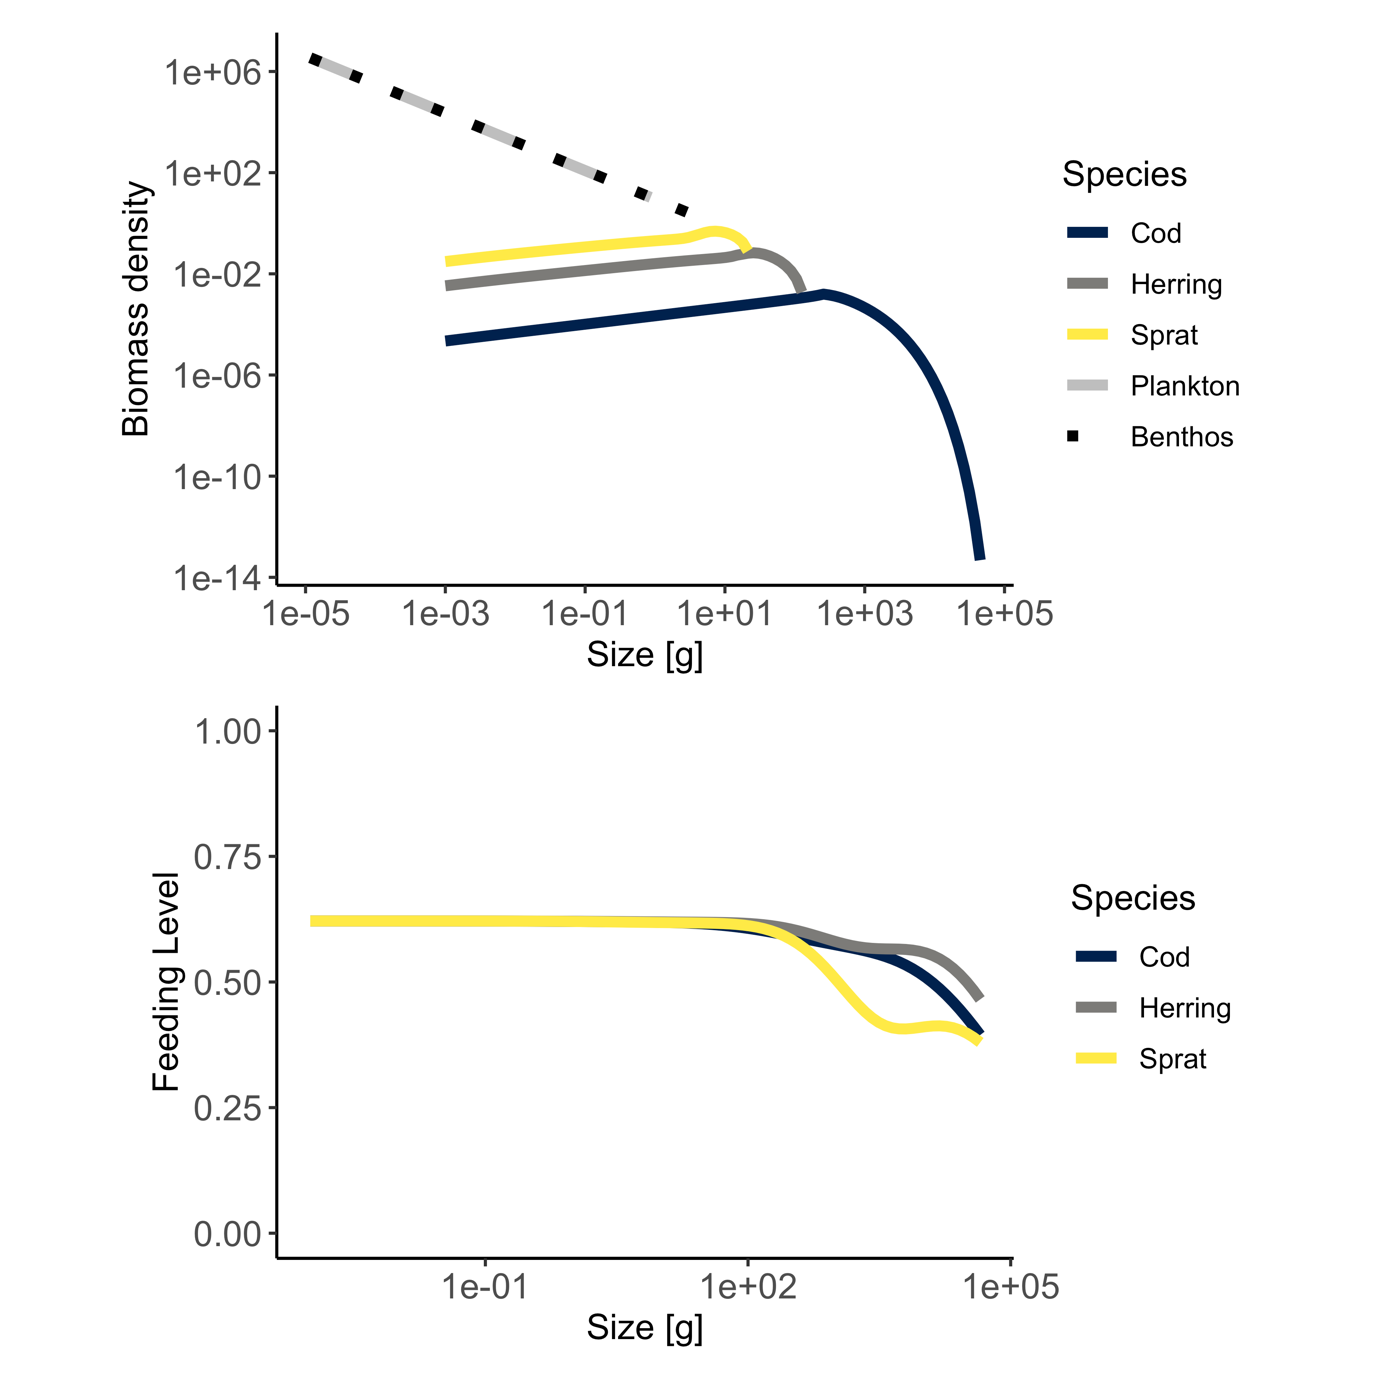 1e+06
1e+02
1e-02
1e-06
1e-10
1e-14
Biomass density
1e-05 1e-03 1e-01 1e+01 1e+03 1e+05
Size [g]
Species
Cod
Herring
Sprat
Plankton
Benthos
1.00
0.75
0.50
0.25
0.00
Feeding Level
1e-01 1e+02 1e+05
Size [g]
Species
Cod
Herring
Sprat